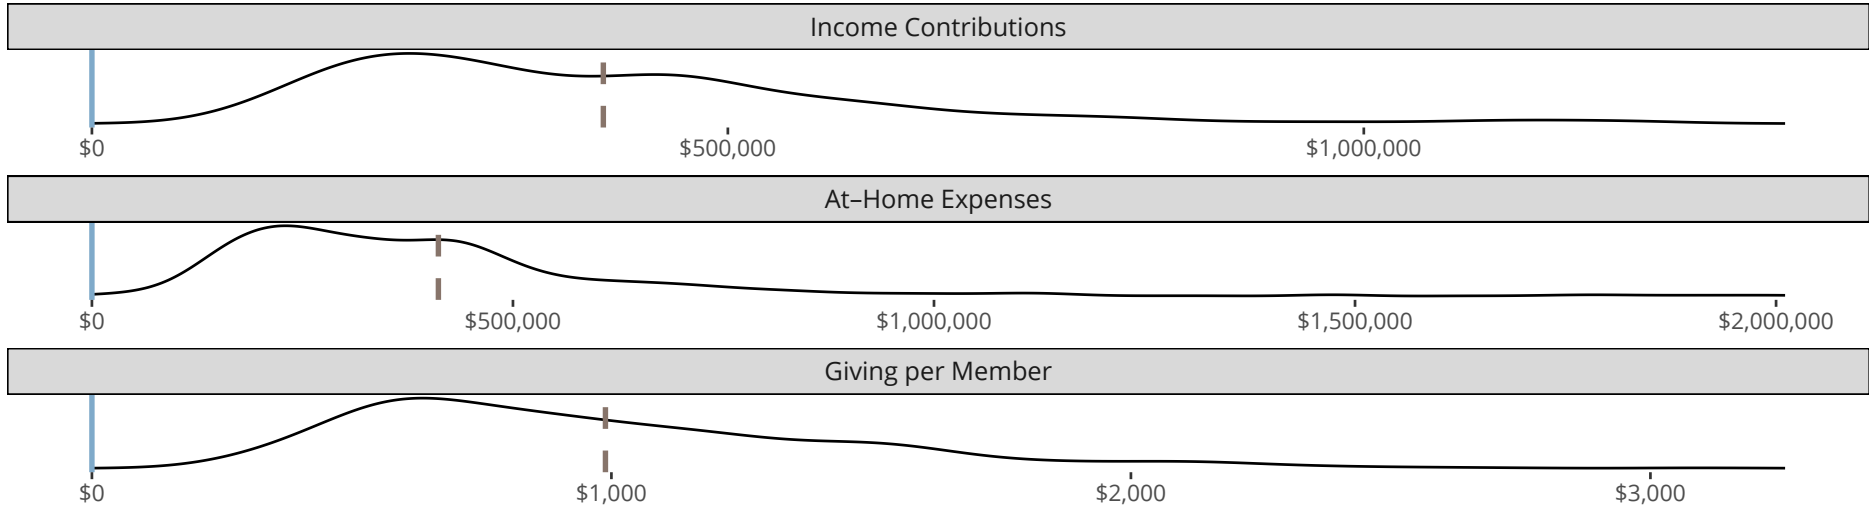 Income Contributions
$0 $500,000 $1,000,000
At–Home Expenses
$0 $500,000 $1,000,000 $1,500,000 $2,000,000
Giving per Member
$0 $1,000 $2,000 $3,000